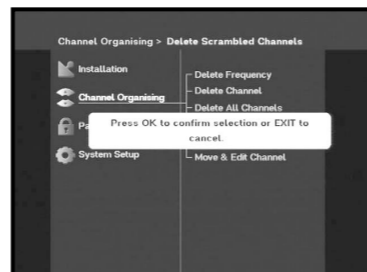 Channel Organising > Delete Scrambled Channels
Installation
Delete Frequency
Channel Organising
Delete Channel
Delete All Channels
Pa
Press OK to confirm selection or EXIT to
cancel.
System Setup
Move & Edit Channel